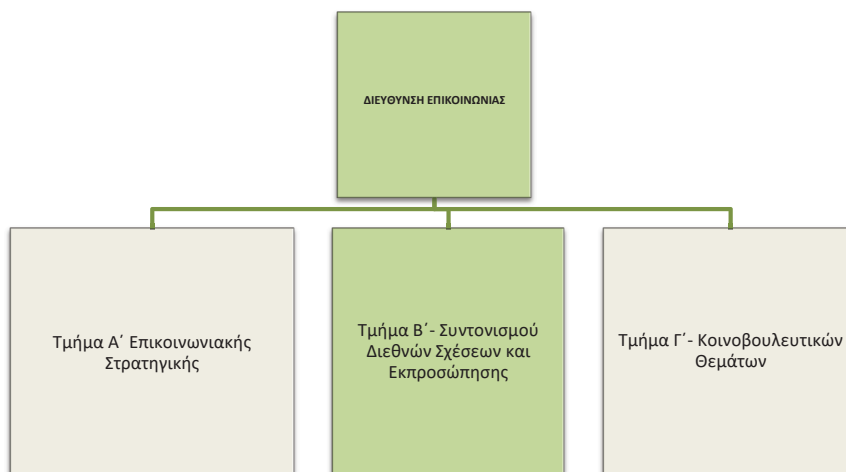 ΔΙΕΥΘΥΝΣΗ ΕΠΙΚΟΙΝΩΝΙΑΣ
Τμήμα Α΄ Επικοινωνιακής
Στρατηγικής
Τμήμα Β΄- Συντονισμού
Διεθνών Σχέσεων και
Εκπροσώπησης
Τμήμα Γ΄- Κοινοβουλευτικών
Θεμάτων